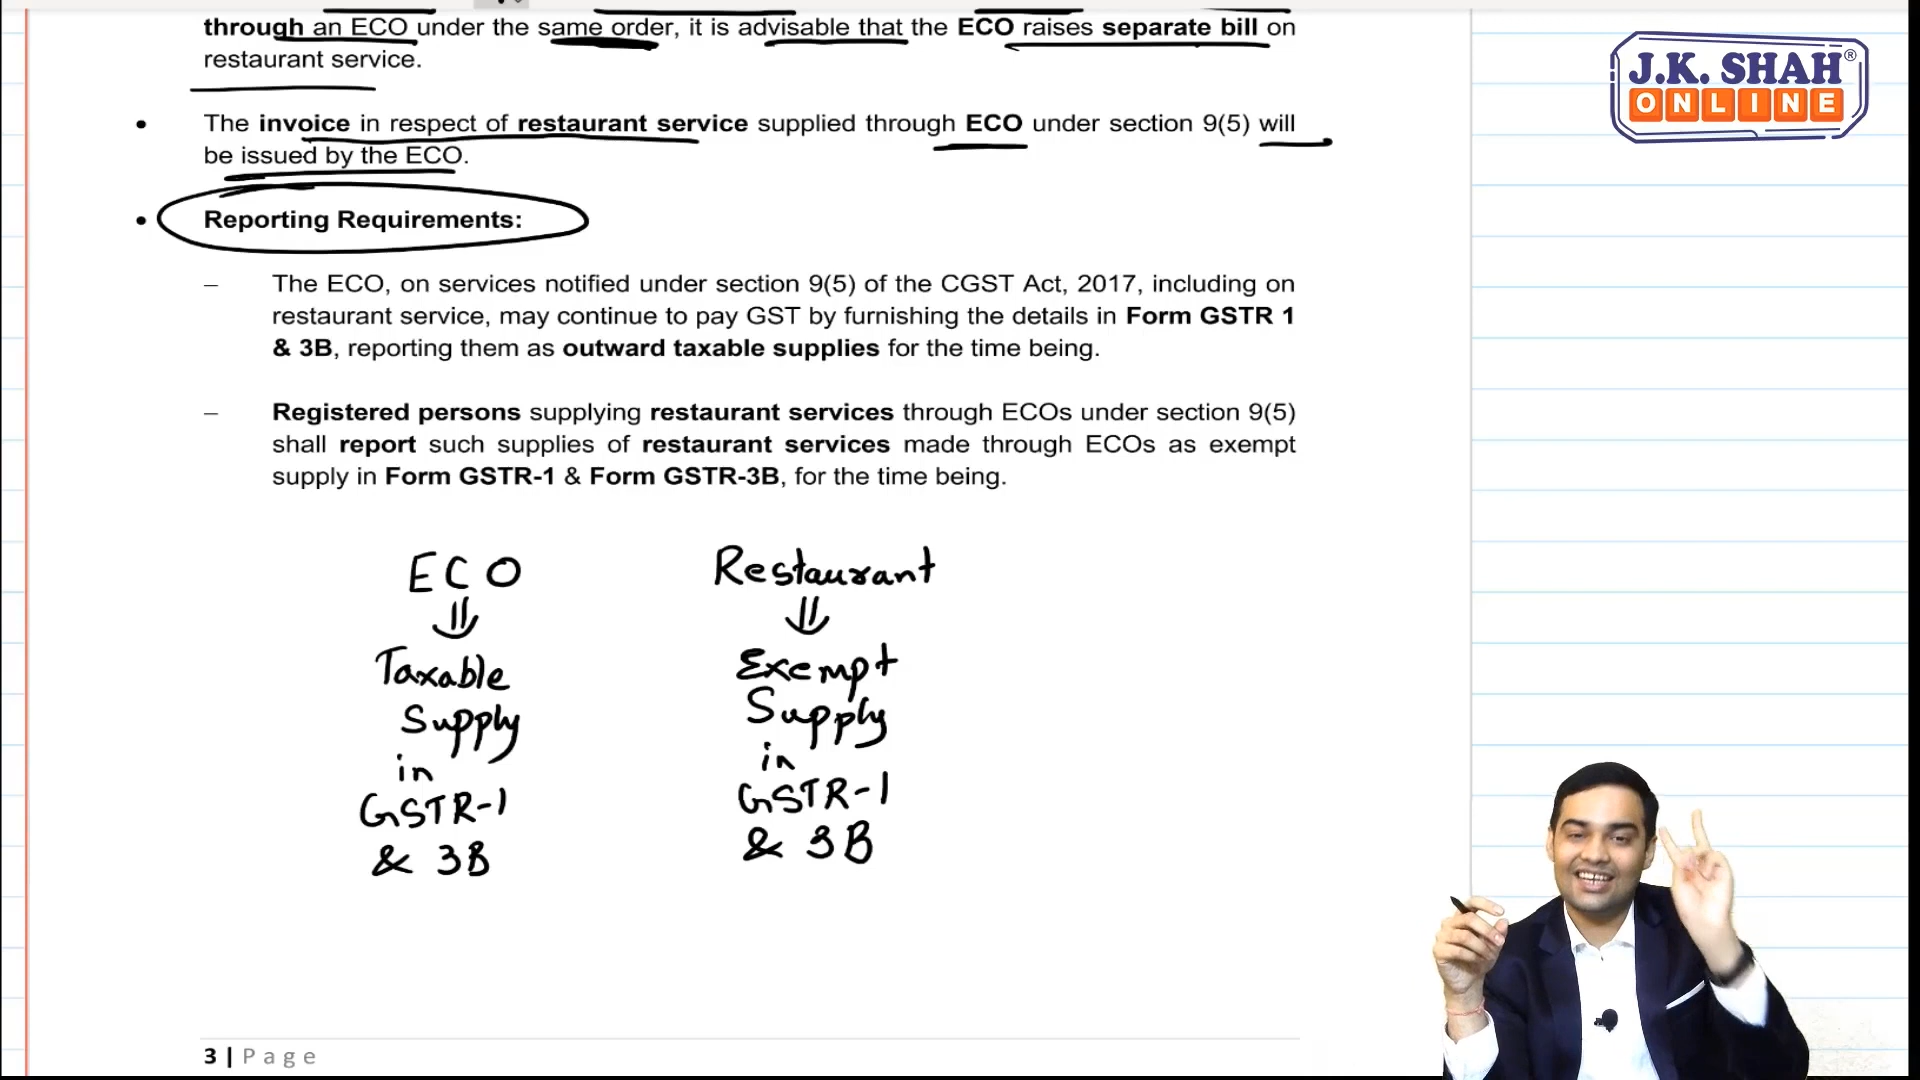 through an ECO under the same order, it is advisable that the ECO raises separate bill on
restaurant service.
J.K. SHAH®
ONLINE
• The invoice in respect of restaurant service supplied through ECO under section 9(5) will
be issued by the ECO.
• Reporting Requirements:
– The ECO, on services notified under section 9(5) of the CGST Act, 2017, including on
restaurant service, may continue to pay GST by furnishing the details in Form GSTR 1
& 3B, reporting them as outward taxable supplies for the time being.
– Registered persons supplying restaurant services through ECOs under section 9(5)
shall report such supplies of restaurant services made through ECOs as exempt
supply in Form GSTR-1 & Form GSTR-3B, for the time being.
ECO
⇓
Taxable
Supply
in
GSTR-1
& 3B
Restaurant
⇓
Exempt
Supply
in
GSTR-1
& 3B
3 | Page